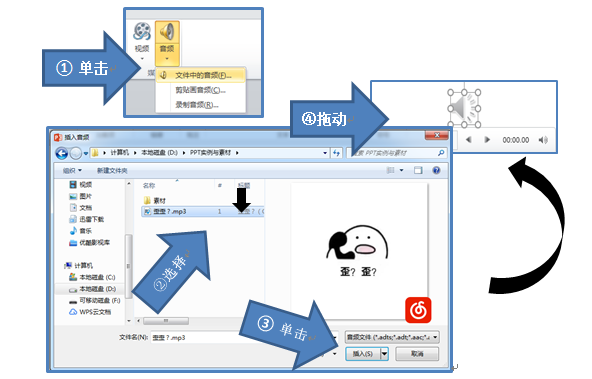 视频
音频
① 单击
文件中的音频(F)...
剪贴画音频(C)...
录制音频(R)...
④拖动
00:00.00
插入音频
计算机 本地磁盘 (D:) PPT实例与素材
搜索 PPT实例与素材
组织 新建文件夹
视频
图片
文档
迅雷下载
音乐
优酷影视库
计算机
本地磁盘 (C:)
本地磁盘 (D:)
可移动磁盘 (F:)
WPS云文档
名称 # 标题
素材
歪歪？.mp3 1 歪歪？
②选择
歪？歪？
③ 单击
文件名(N): 歪歪？.mp3
音频文件 (*.adts;*.adt;*.aac;*.
插入(S)
取消